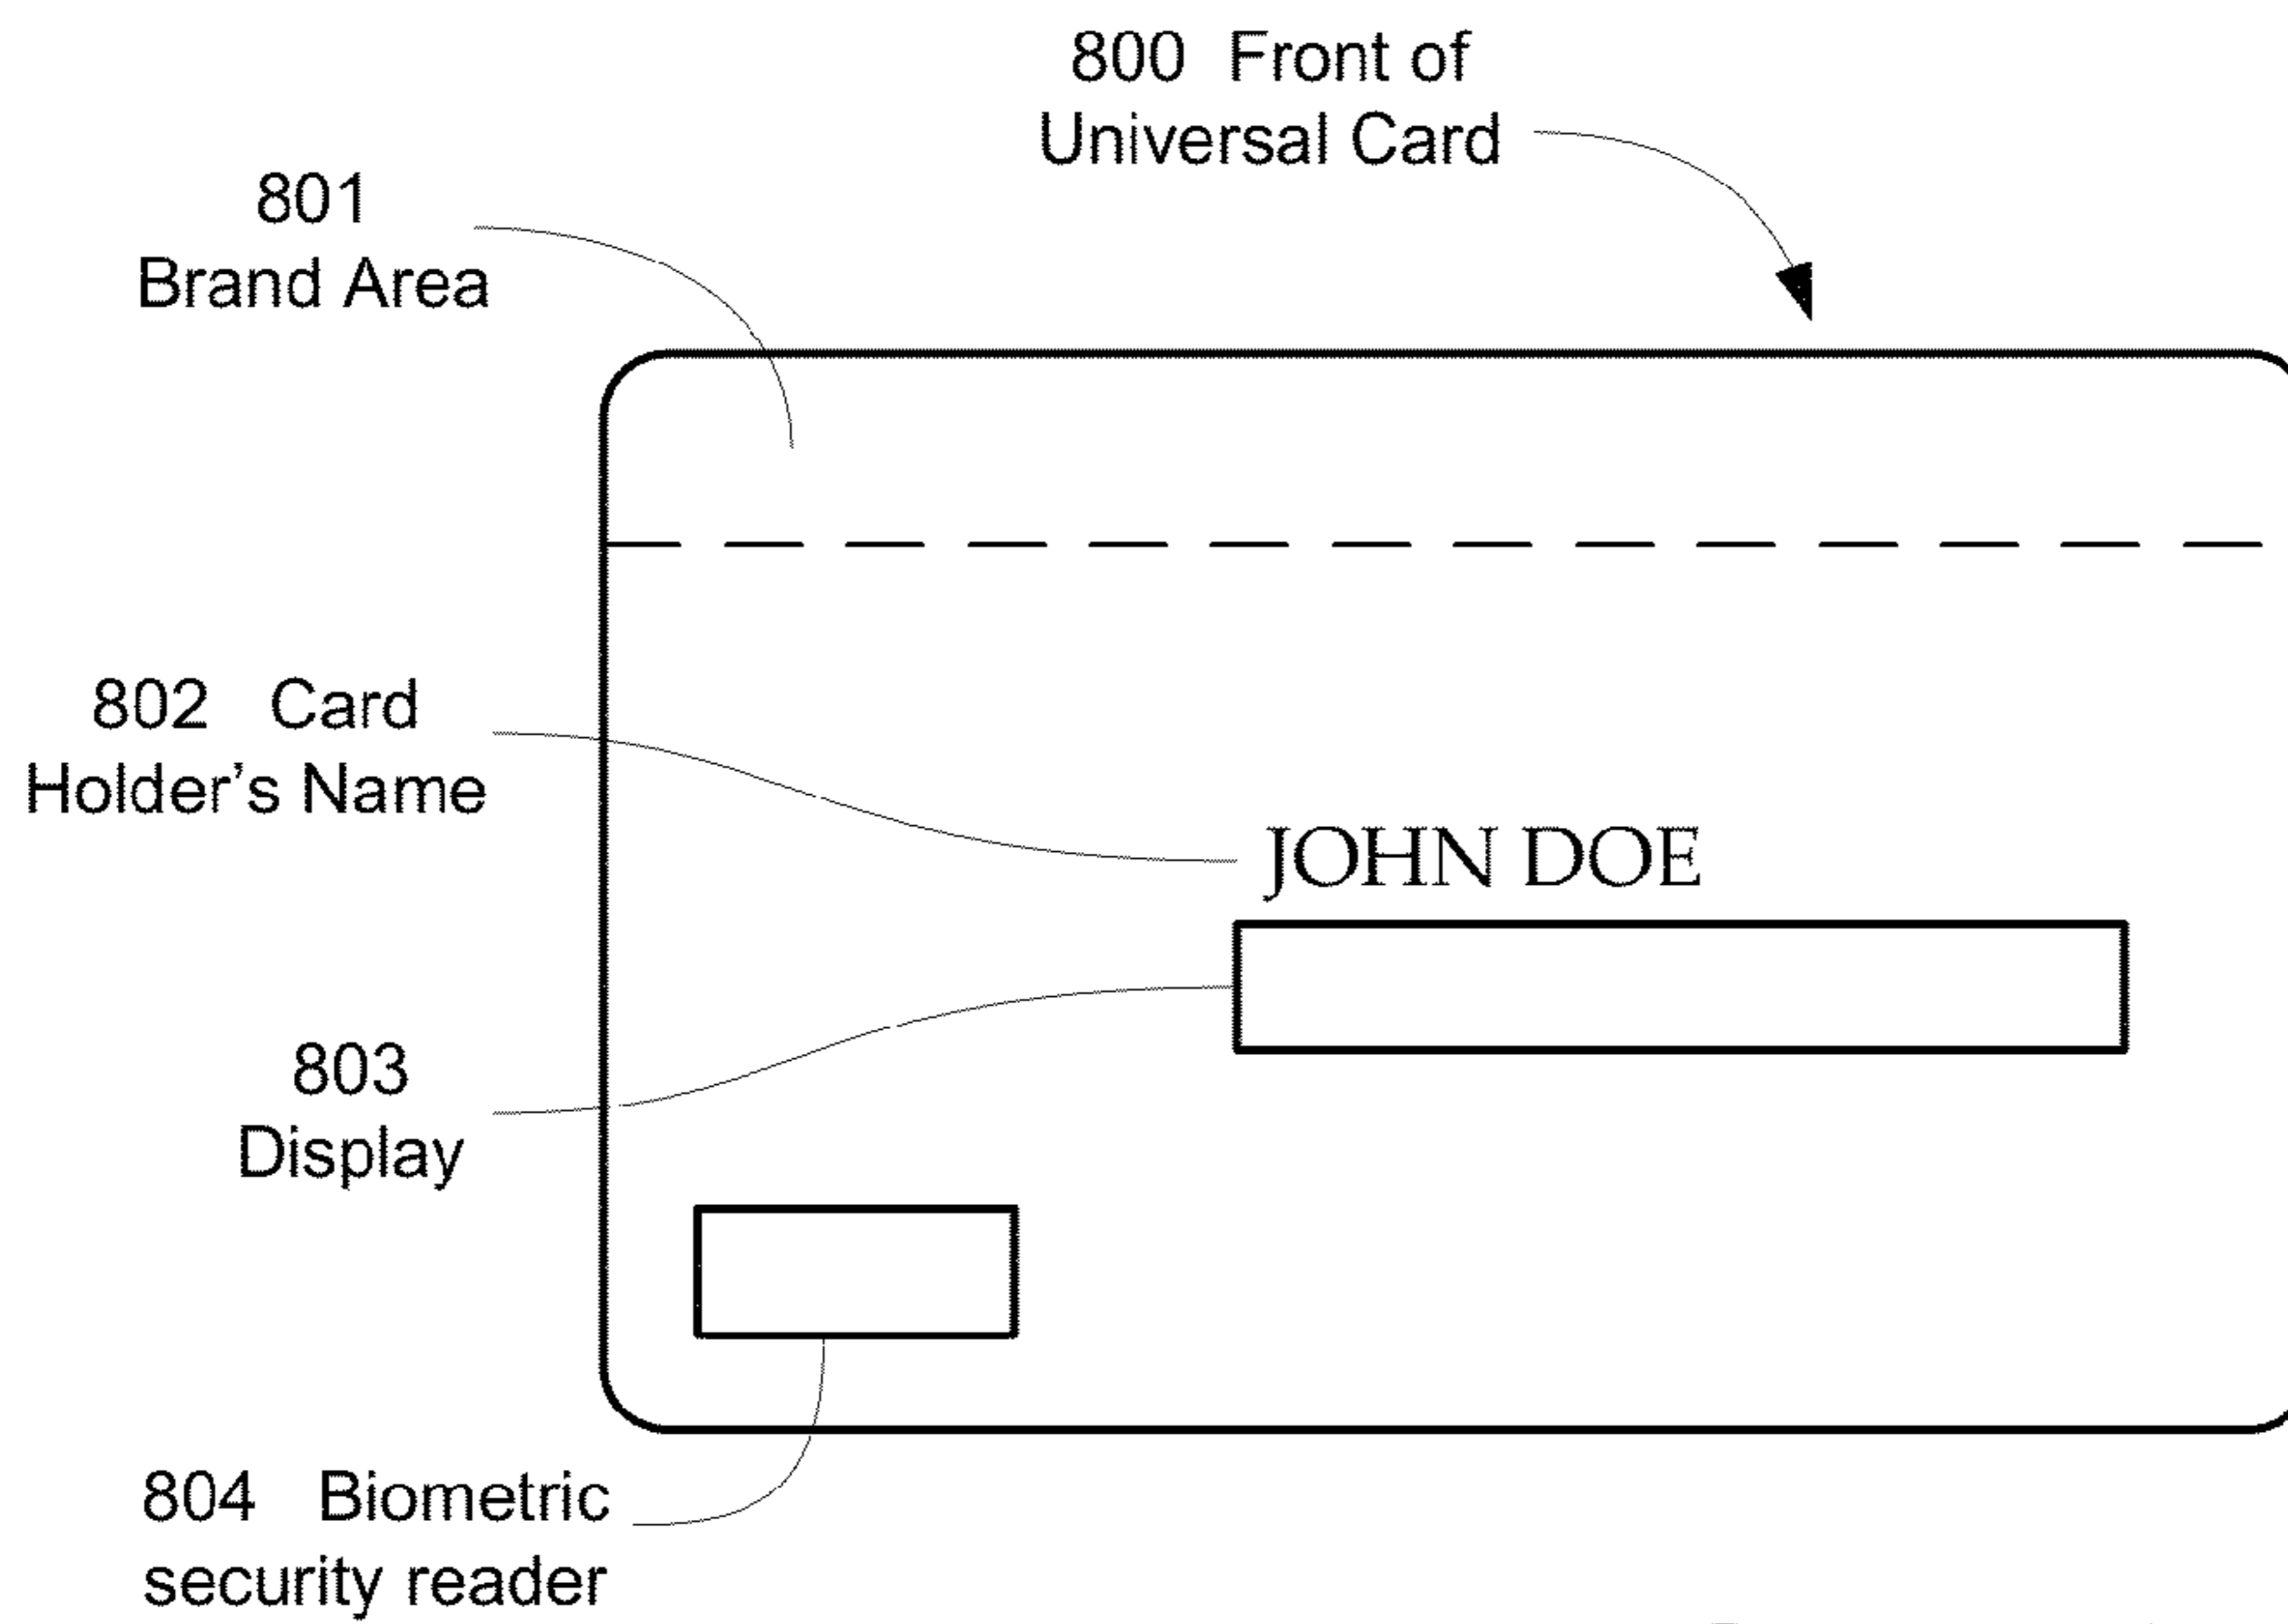 800 Front of
Universal Card
801
Brand Area
802 Card
Holder's Name
JOHN DOE
803
Display
804 Biometric
security reader